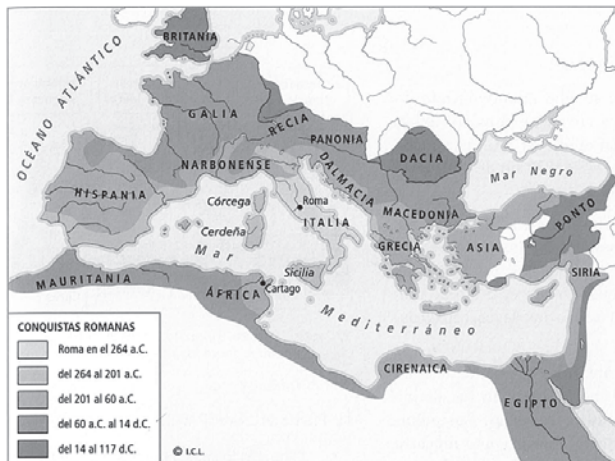 BRITANIA
OCÉANO ATLÁNTICO
GALIA
RECIA
PANONIA
DACIA
NARBONENSE
DALMACIA
Mar Negro
HISPANIA
Córcega
Roma
ITALIA
MACEDONIA
PONTO
Cerdeña
GRECIA
ASIA
Mar
Mediterráneo
Sicilia
SIRIA
MAURITANIA
ÁFRICA
Cartago
CIRENAICA
EGIPTO
CONQUISTAS ROMANAS
Roma en el 264 a.C.
del 264 al 201 a.C.
del 201 al 60 a.C.
del 60 a.C. al 14 d.C.
del 14 al 117 d.C.
© I.C.L.